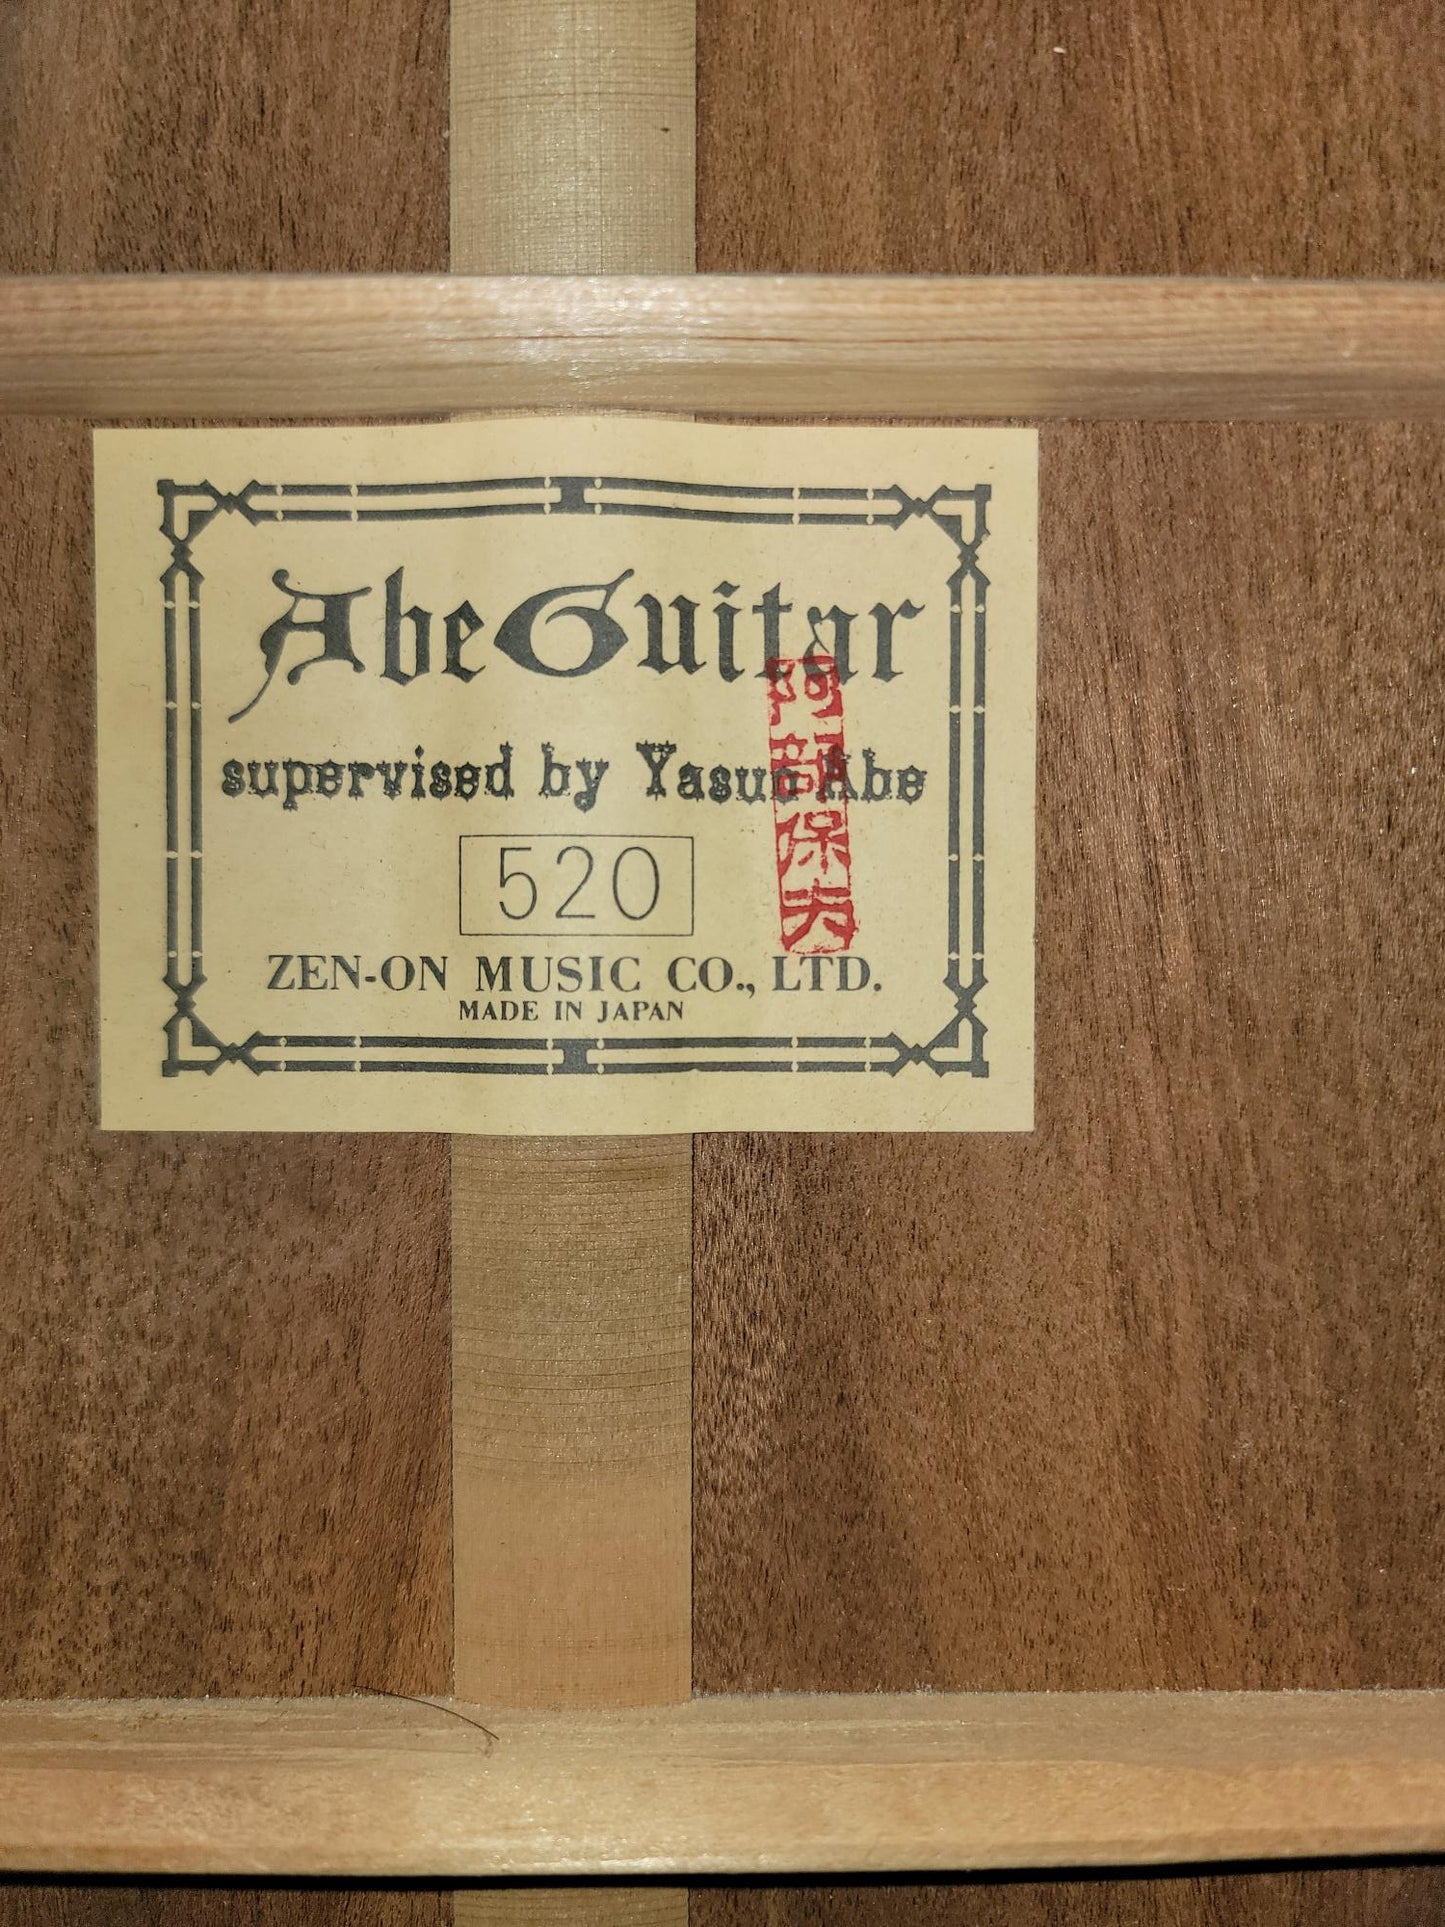 Abe Guitar
supervised by Yasuo Abe
520
阿部保夫
ZEN-ON MUSIC CO., LTD.
MADE IN JAPAN